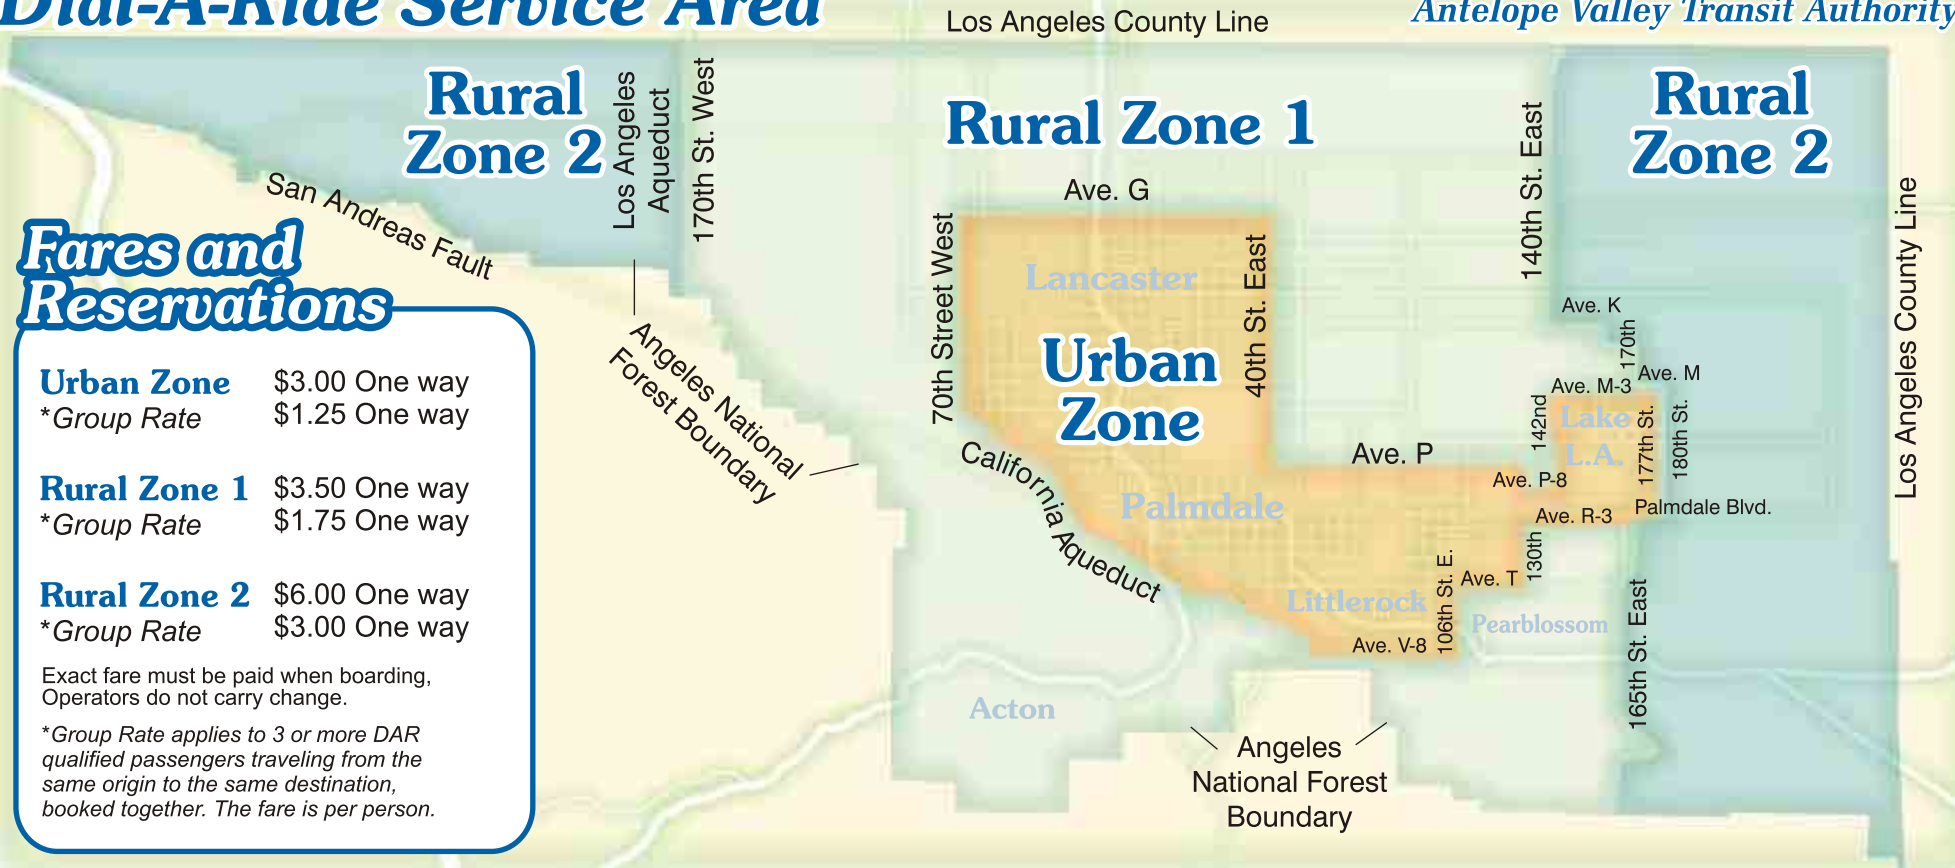 Dial-A-Ride Service Area
Los Angeles County Line
Antelope Valley Transit Authority
Rural
Zone 2
Los Angeles
Aqueduct
170th St. West
Rural Zone 1
140th St. East
Rural
Zone 2
Los Angeles County Line
San Andreas Fault
Ave. G
70th Street West
Lancaster
40th St. East
Urban
Zone
Ave. K
170th
Ave. M
Ave. M-3
142nd
Lake
L.A.
177th St.
180th St.
Angeles National
Forest Boundary
California Aqueduct
Ave. P
Ave. P-8
Palmdale
Ave. R-3
Palmdale Blvd.
130th
Ave. T
106th St. E.
Littlerock
Pearblossom
Ave. V-8
165th St. East
Acton
Angeles
National Forest
Boundary
Fares and
Reservations
Urban Zone $3.00 One way
*Group Rate $1.25 One way
Rural Zone 1 $3.50 One way
*Group Rate $1.75 One way
Rural Zone 2 $6.00 One way
*Group Rate $3.00 One way
Exact fare must be paid when boarding,
Operators do not carry change.
*Group Rate applies to 3 or more DAR
qualified passengers traveling from the
same origin to the same destination,
booked together. The fare is per person.